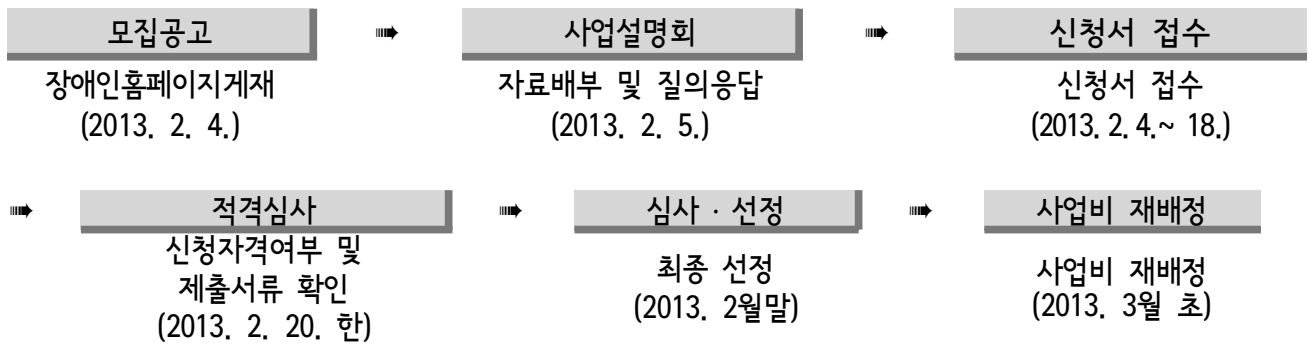 모집공고 ➠ 사업설명회 ➠ 신청서 접수
장애인홈페이지게재 자료배부 및 질의응답 신청서 접수
(2013. 2. 4.) (2013. 2. 5.) (2013. 2. 4.~ 18.)
➠ 적격심사 ➠ 심사 · 선정 ➠ 사업비 재배정
신청자격여부 및
제출서류 확인
(2013. 2. 20. 한)
최종 선정
(2013. 2월말)
사업비 재배정
(2013. 3월 초)